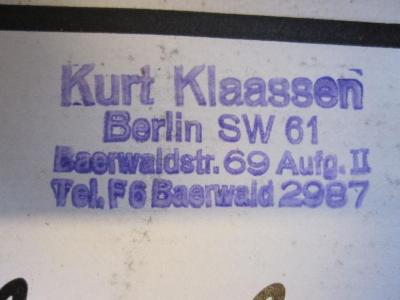 Kurt Klaassen
Berlin SW 61
Baerwaldstr. 69 Aufg. II
Tel. F6 Baerwald 2987